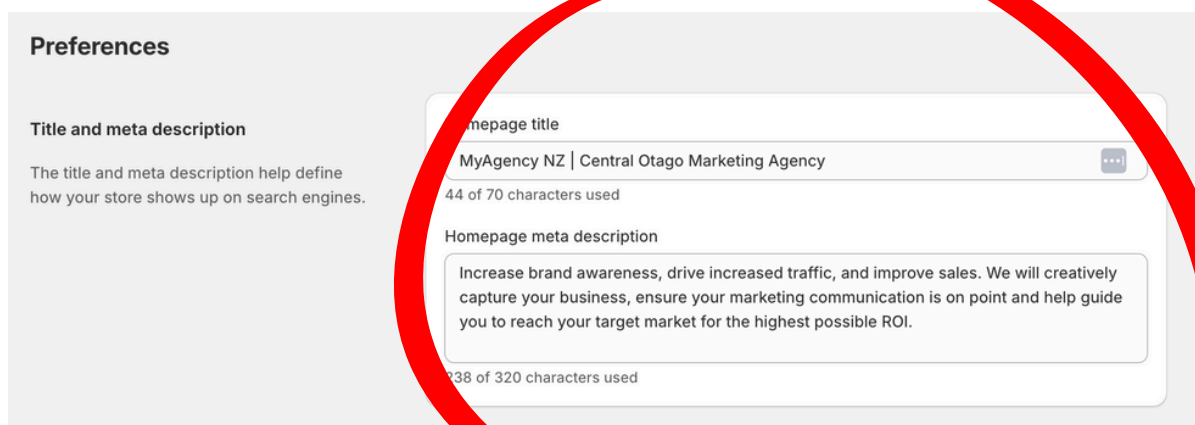 Preferences
Title and meta description
The title and meta description help define
how your store shows up on search engines.
mepage title
MyAgency NZ | Central Otago Marketing Agency
44 of 70 characters used
Homepage meta description
Increase brand awareness, drive increased traffic, and improve sales. We will creatively
capture your business, ensure your marketing communication is on point and help guide
you to reach your target market for the highest possible ROI.
238 of 320 characters used